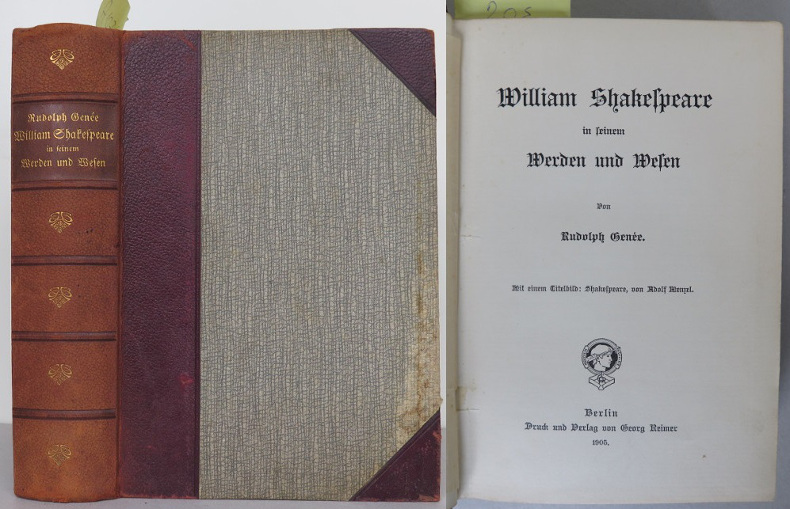 Rudolph Genée
William Shakeſpeare
in ſeinem
Werden und Weſen
William Shakeſpeare
in ſeinem
Werden und Weſen
Von
Rudolph Genée.
Mit einem Titelbild: Shakeſpeare, von Adolf Menzel.
Berlin
Druck und Verlag von Georg Reimer
1905.